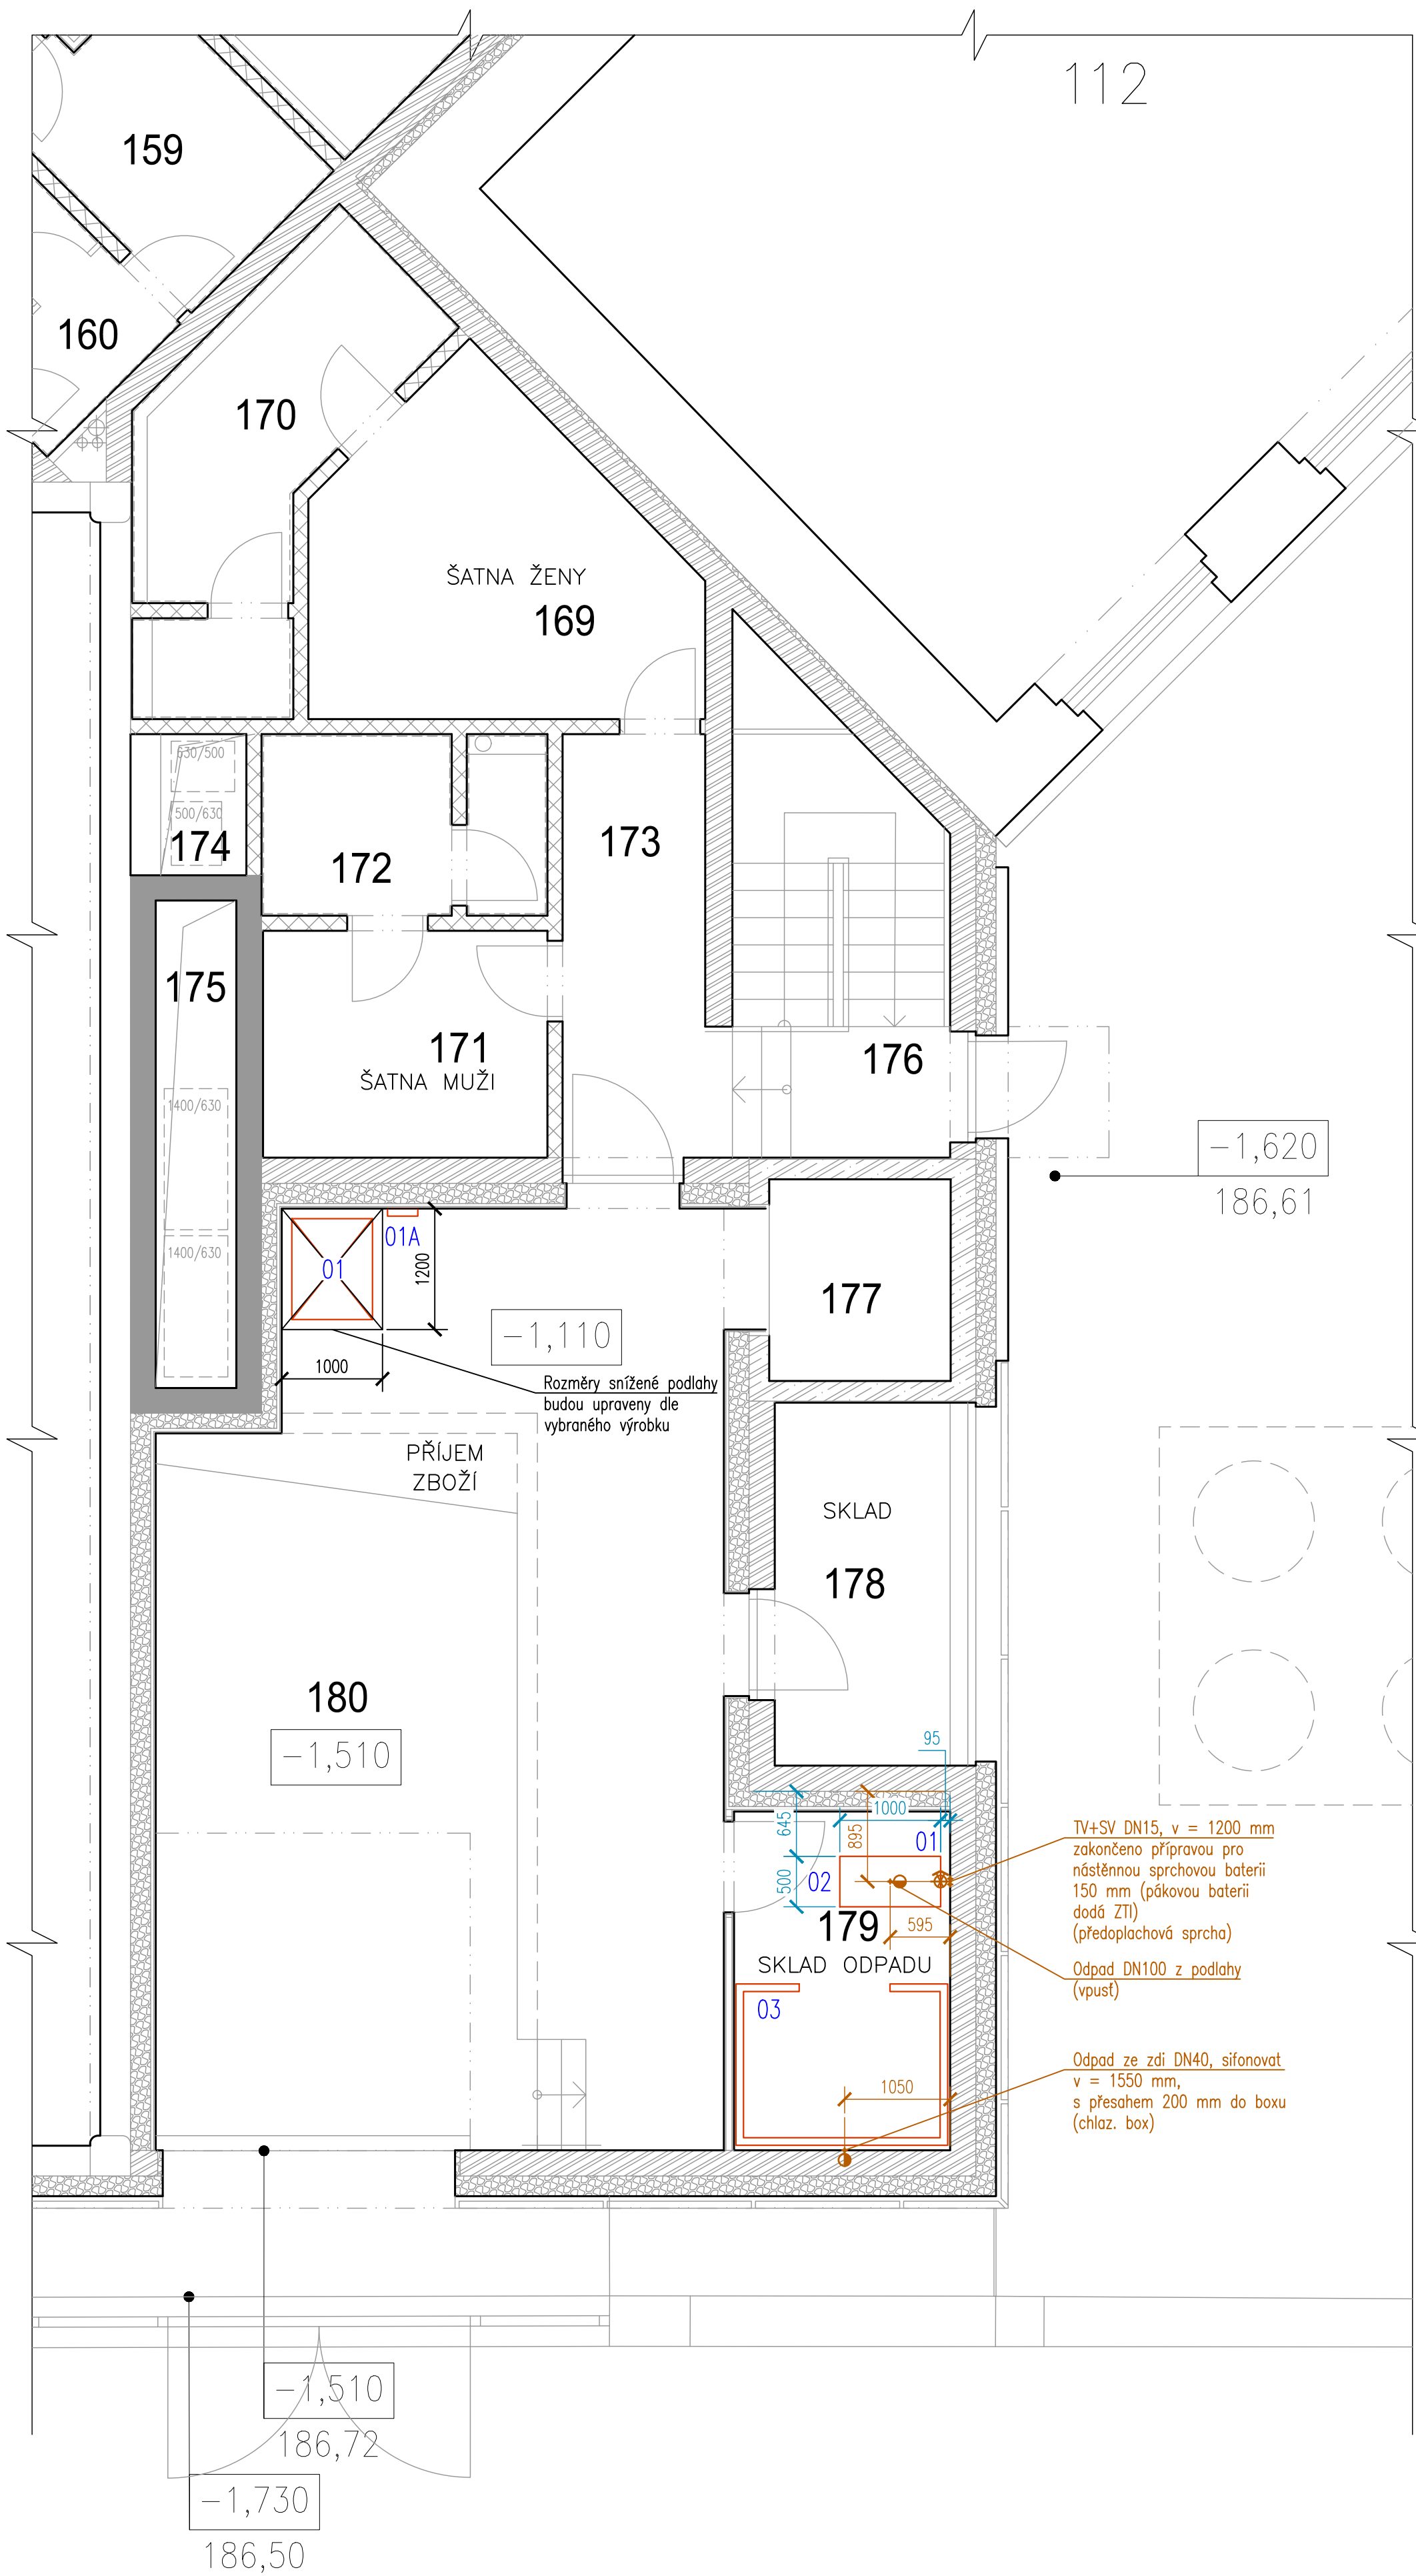 112
159
160
170
ŠATNA ŽENY
169
630/500
500/630
174
172
173
175
171
ŠATNA MUŽI
176
1400/630
1400/630
-1,620
186,61
01
01A
1200
1000
-1,110
177
Rozměry snížené podlahy
budou upraveny dle
vybraného výrobku
PŘÍJEM
ZBOŽÍ
SKLAD
178
180
-1,510
95
645
1000
895
01
500
02
179
595
SKLAD ODPADU
03
1050
TV+SV DN15, v = 1200 mm
zakončeno přípravou pro
nástěnnou sprchovou baterii
150 mm (pákovou baterii
dodá ZTI)
(předoplachová sprcha)
Odpad DN100 z podlahy
(vpusť)
Odpad ze zdi DN40, sifonovat
v = 1550 mm,
s přesahem 200 mm do boxu
(chlaz. box)
-1,510
186,72
-1,730
186,50